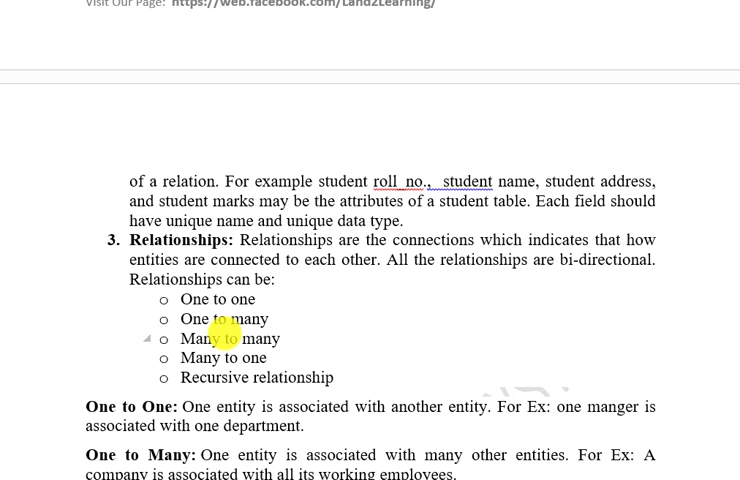 Visit Our Page: https://web.facebook.com/Land2Learning/
of a relation. For example student roll no., student name, student address,
and student marks may be the attributes of a student table. Each field should
have unique name and unique data type.
3. Relationships: Relationships are the connections which indicates that how
entities are connected to each other. All the relationships are bi-directional.
Relationships can be:
o One to one
o One to many
o Many to many
o Many to one
o Recursive relationship
One to One: One entity is associated with another entity. For Ex: one manger is
associated with one department.
One to Many: One entity is associated with many other entities. For Ex: A
company is associated with all its working employees.